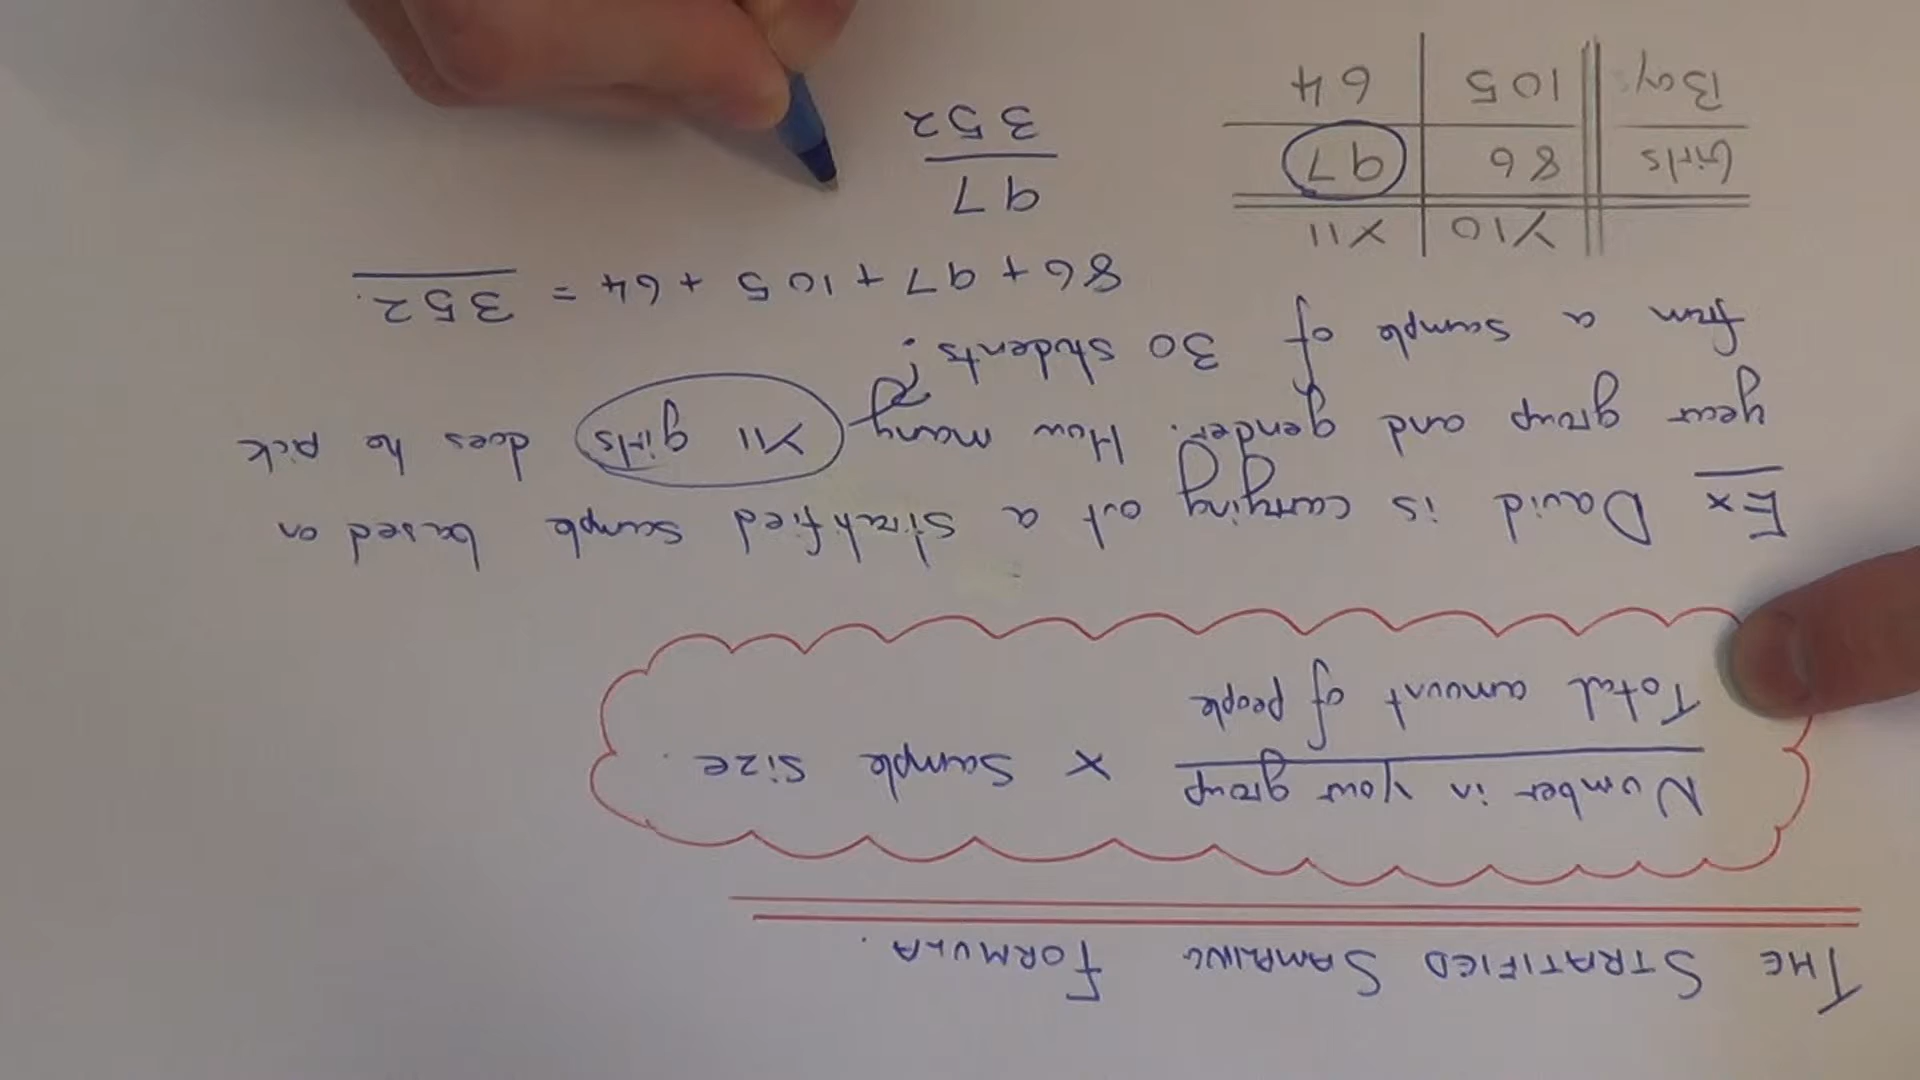 THE STRATIFIED SAMPLING FORMULA.
Number in your group
Total amount of people
x Sample size.
Ex David is carrying out a stratified sample based on
year group and gender. How many Y11 girls does he pick
from a sample of 30 students?
86 + 97 + 105 + 64 = 352.
Y10 Y11
Girls 86 97
Boys 105 64
97
352